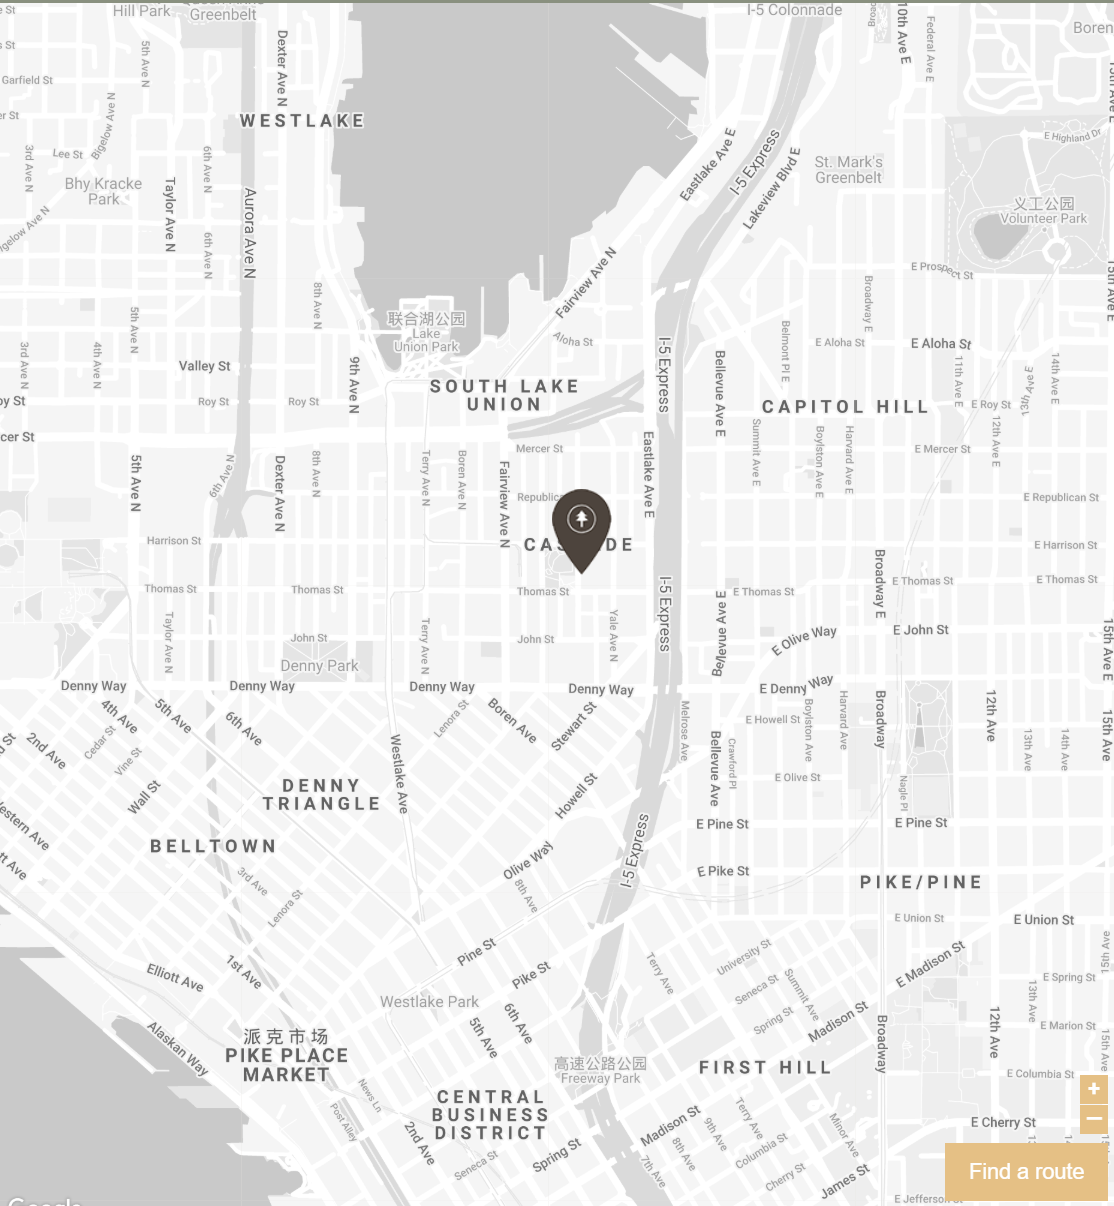 Hill Park
Greenbelt
I-5 Colonnade
10th Ave E
Federal Ave E
Dexter Ave N
5th Ave N
Garfield St
WESTLAKE
Bigelow Ave N
Lee St
3rd Ave N
6th Ave N
Bhy Kracke
Park
Taylor Ave N
Aurora Ave N
6th Ave N
Eastlake Ave E
I-5 Express
Lakeview Blvd E
St. Mark's
Greenbelt
E Highland Dr
义工公园
Volunteer Park
E Prospect St
15th Ave E
Fairview Ave N
8th Ave N
5th Ave N
3rd Ave N
4th Ave N
联合湖公园
Lake
Union Park
Aloha St
Broadway E
Belmont Pl E
E Aloha St
E Aloha St
11th Ave E
13th Ave E
14th Ave E
Valley St
9th Ave N
I-5 Express
Bellevue Ave E
SOUTH LAKE
UNION
Roy St
Roy St
CAPITOL HILL
E Roy St
12th Ave E
Mercer St
Summit Ave E
Boylston Ave E
Harvard Ave E
E Mercer St
5th Ave N
6th Ave N
Dexter Ave N
8th Ave N
Terry Ave N
Boren Ave N
Fairview Ave N
Eastlake Ave E
E Republican St
Harrison St
E Harrison St
Thomas St
Thomas St
Thomas St
I-5 Express
E Thomas St
Broadway E
E Thomas St
E Thomas St
Bellevue Ave E
Taylor Ave N
John St
Terry Ave N
John St
Yale Ave N
E Olive Way
E John St
15th Ave E
Denny Park
Denny Way
Denny Way
Denny Way
Denny Way
E Denny Way
4th Ave
5th Ave
6th Ave
Lenora St
Boren Ave
Stewart St
Melrose Ave
E Howell St
Boylston Ave
Harvard Ave
Broadway
12th Ave
15th Ave
2nd Ave
Cedar St
Vine St
Wall St
Westlake Ave
Bellevue Ave
Crawford Pl
E Olive St
Nagle Pl
13th Ave
14th Ave
DENNY
TRIANGLE
Howell St
E Pine St
E Pine St
BELLTOWN
Olive Way
I-5 Express
3rd Ave
Lenora St
8th Ave
E Pike St
PIKE/PINE
E Union St
E Union St
Elliott Ave
1st Ave
Pine St
Pike St
Terry Ave
University St
Seneca St
Summit Ave
E Madison St
15th Ave
E Spring St
Westlake Park
Spring St
Madison St
13th Ave
Alaskan Way
派克市场
PIKE PLACE
MARKET
5th Ave
6th Ave
高速公路公园
Freeway Park
FIRST HILL
Broadway
12th Ave
E Marion St
15th Ave
E Columbia St
News Ln
Post Alley
CENTRAL
BUSINESS
DISTRICT
2nd Ave
Seneca St
Spring St
Madison St
7th Ave
8th Ave
9th Ave
Terry Ave
Columbia St
Cherry St
Minor Ave
James St
E Cherry St
+
−
Find a route